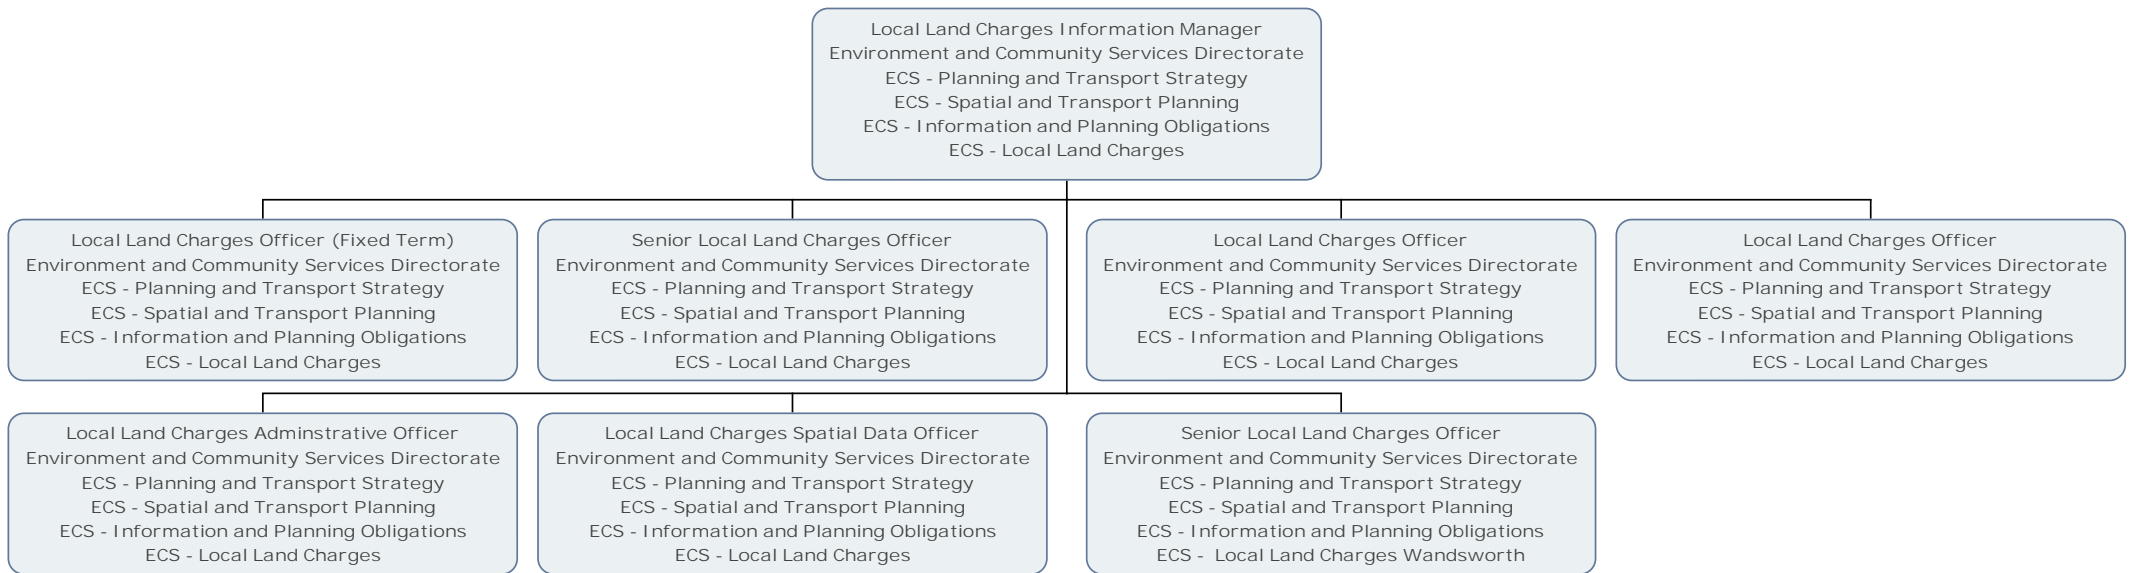 Local Land Charges Information Manager
Environment and Community Services Directorate
ECS - Planning and Transport Strategy
ECS - Spatial and Transport Planning
ECS - Information and Planning Obligations
ECS - Local Land Charges
Local Land Charges Officer (Fixed Term)
Environment and Community Services Directorate
ECS - Planning and Transport Strategy
ECS - Spatial and Transport Planning
ECS - Information and Planning Obligations
ECS - Local Land Charges
Senior Local Land Charges Officer
Environment and Community Services Directorate
ECS - Planning and Transport Strategy
ECS - Spatial and Transport Planning
ECS - Information and Planning Obligations
ECS - Local Land Charges
Local Land Charges Officer
Environment and Community Services Directorate
ECS - Planning and Transport Strategy
ECS - Spatial and Transport Planning
ECS - Information and Planning Obligations
ECS - Local Land Charges
Local Land Charges Officer
Environment and Community Services Directorate
ECS - Planning and Transport Strategy
ECS - Spatial and Transport Planning
ECS - Information and Planning Obligations
ECS - Local Land Charges
Local Land Charges Adminstrative Officer
Environment and Community Services Directorate
ECS - Planning and Transport Strategy
ECS - Spatial and Transport Planning
ECS - Information and Planning Obligations
ECS - Local Land Charges
Local Land Charges Spatial Data Officer
Environment and Community Services Directorate
ECS - Planning and Transport Strategy
ECS - Spatial and Transport Planning
ECS - Information and Planning Obligations
ECS - Local Land Charges
Senior Local Land Charges Officer
Environment and Community Services Directorate
ECS - Planning and Transport Strategy
ECS - Spatial and Transport Planning
ECS - Information and Planning Obligations
ECS -  Local Land Charges Wandsworth